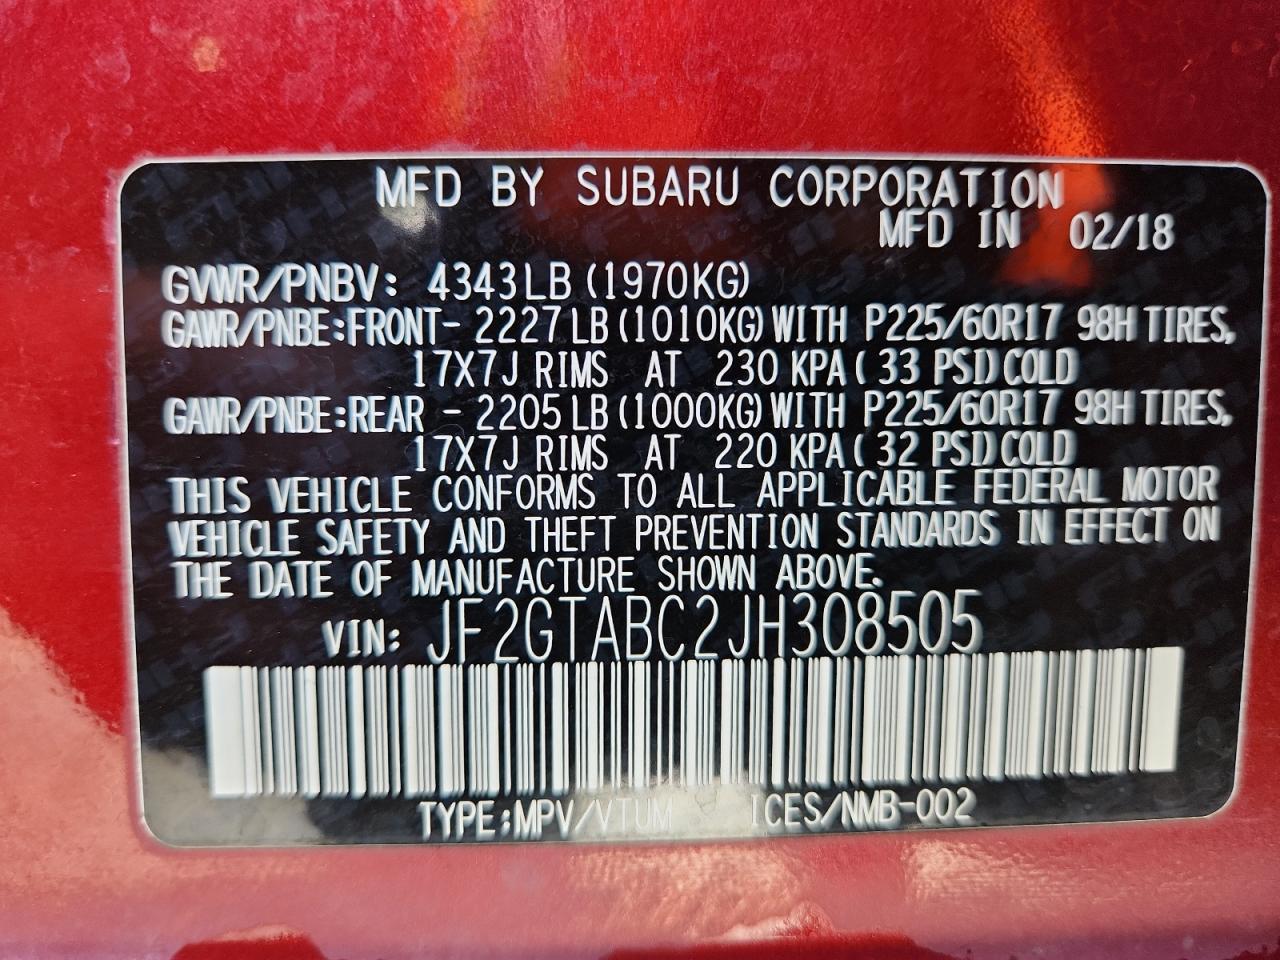 MFD BY SUBARU CORPORATION
MFD IN 02/18
GVWR/PNBV: 4343LB (1970KG)
GAWR/PNBE:FRONT- 2227LB(1010KG)WITH P225/60R17 98H TIRES,
17X7J RIMS AT 230 KPA( 33 PSI)COLD
GAWR/PNBE:REAR - 2205LB(1000KG)WITH P225/60R17 98H TIRES,
17X7J RIMS AT 220 KPA( 32 PSI)COLD
THIS VEHICLE CONFORMS TO ALL APPLICABLE FEDERAL MOTOR
VEHICLE SAFETY AND THEFT PREVENTION STANDARDS IN EFFECT ON
THE DATE OF MANUFACTURE SHOWN ABOVE.
VIN: JF2GTABC2JH308505
TYPE:MPV/VTUM ICES/NMB-002